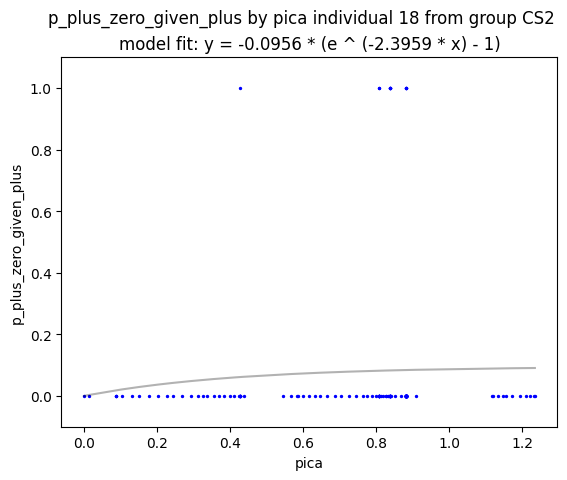 p_plus_zero_given_plus by pica individual 18 from group CS2
model fit: y = -0.0956 * (e ^ (-2.3959 * x) - 1)
1.0
0.8
0.6
0.4
0.2
0.0
p_plus_zero_given_plus
0.0 0.2 0.4 0.6 0.8 1.0 1.2
pica